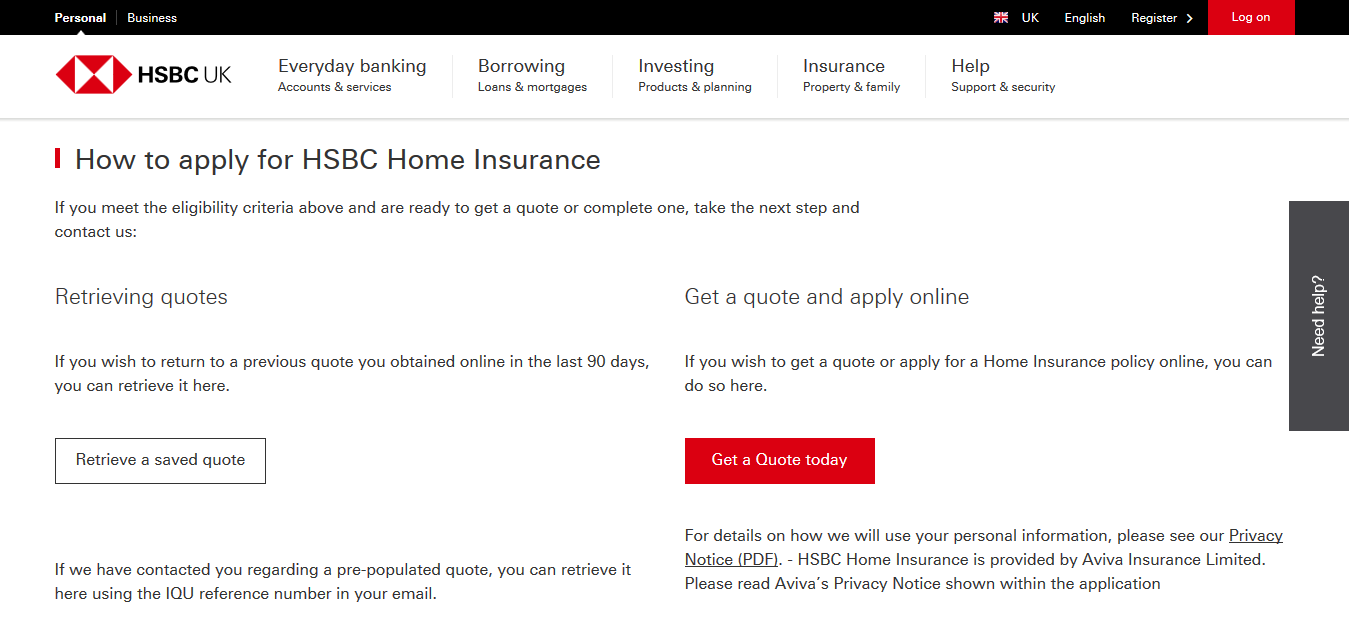 Personal
Business
UK
English
Register
Log on
HSBC UK
Everyday banking
Accounts & services
Borrowing
Loans & mortgages
Investing
Products & planning
Insurance
Property & family
Help
Support & security
How to apply for HSBC Home Insurance
If you meet the eligibility criteria above and are ready to get a quote or complete one, take the next step and
contact us:
Retrieving quotes
If you wish to return to a previous quote you obtained online in the last 90 days,
you can retrieve it here.
Retrieve a saved quote
If we have contacted you regarding a pre-populated quote, you can retrieve it
here using the IQU reference number in your email.
Get a quote and apply online
If you wish to get a quote or apply for a Home Insurance policy online, you can
do so here.
Get a Quote today
For details on how we will use your personal information, please see our Privacy
Notice (PDF). - HSBC Home Insurance is provided by Aviva Insurance Limited.
Please read Aviva´s Privacy Notice shown within the application
Need help?